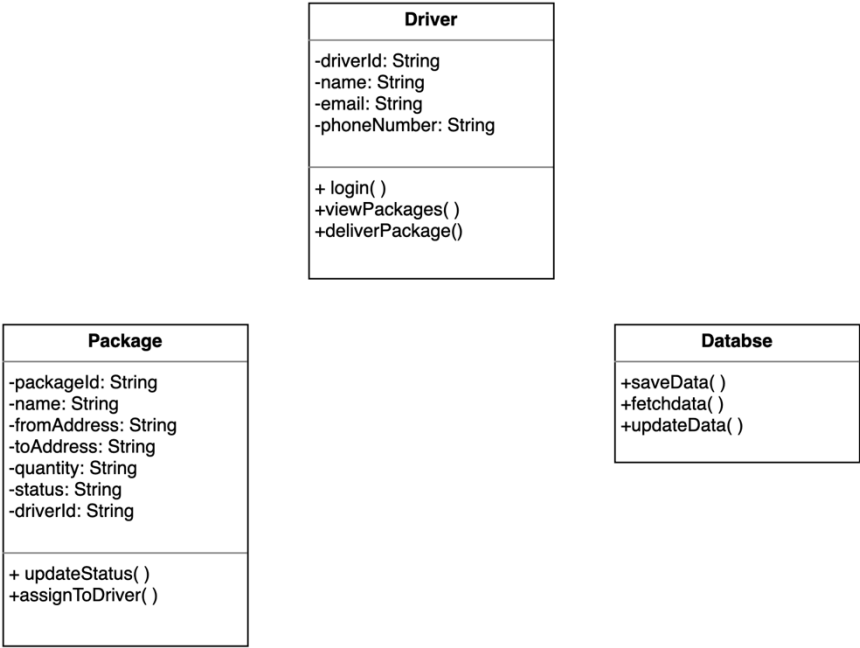 Driver
-driverId: String
-name: String
-email: String
-phoneNumber: String
+ login( )
+viewPackages( )
+deliverPackage()
Package
-packageId: String
-name: String
-fromAddress: String
-toAddress: String
-quantity: String
-status: String
-driverId: String
+ updateStatus( )
+assignToDriver( )
Databse
+saveData( )
+fetchdata( )
+updateData( )